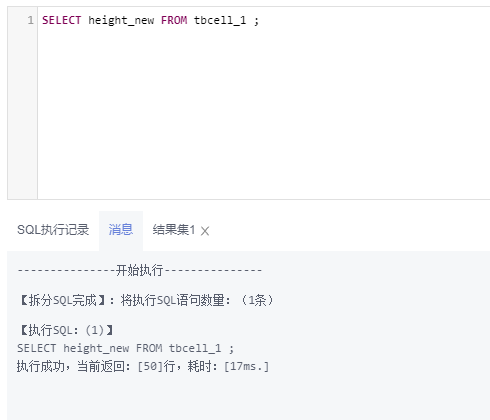 1 SELECT height_new FROM tbcell_1 ;
SQL执行记录 消息 结果集1 ×
---------------开始执行---------------
【拆分SQL完成】：将执行SQL语句数量：（1条）
【执行SQL：(1)】
SELECT height_new FROM tbcell_1 ;
执行成功，当前返回：[50]行，耗时：[17ms.]